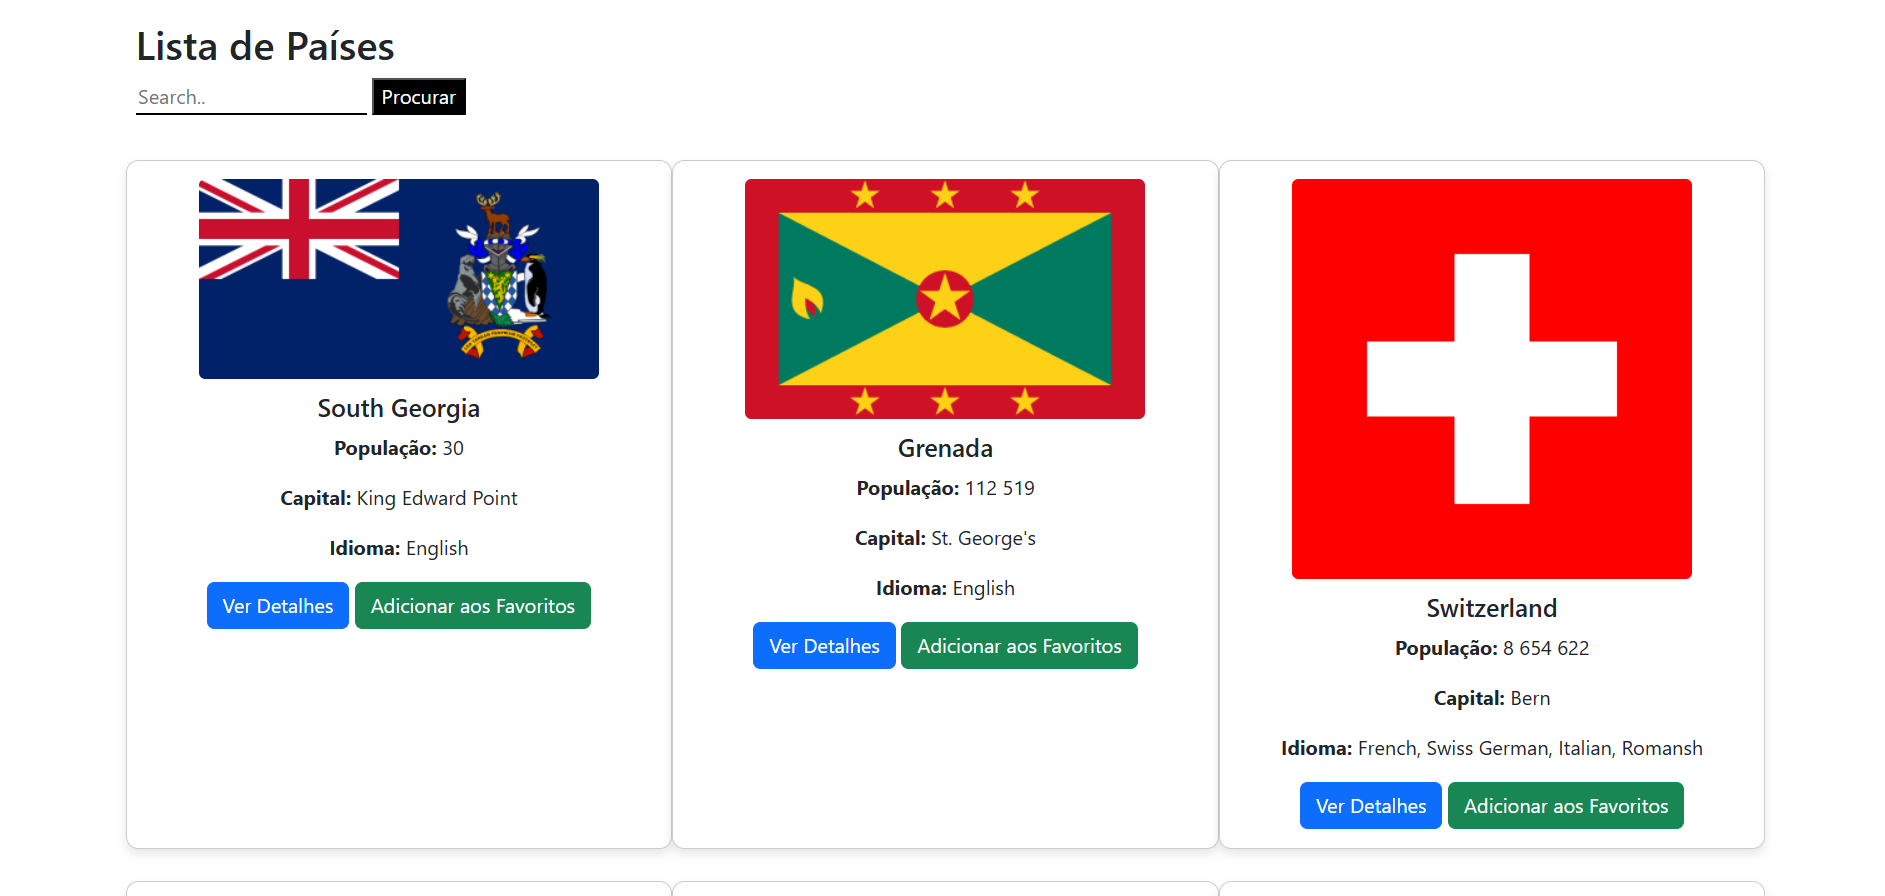 Lista de Países
Search..
Procurar
South Georgia
População: 30
Capital: King Edward Point
Idioma: English
Ver Detalhes
Adicionar aos Favoritos
Grenada
População: 112 519
Capital: St. George's
Idioma: English
Ver Detalhes
Adicionar aos Favoritos
Switzerland
População: 8 654 622
Capital: Bern
Idioma: French, Swiss German, Italian, Romansh
Ver Detalhes
Adicionar aos Favoritos